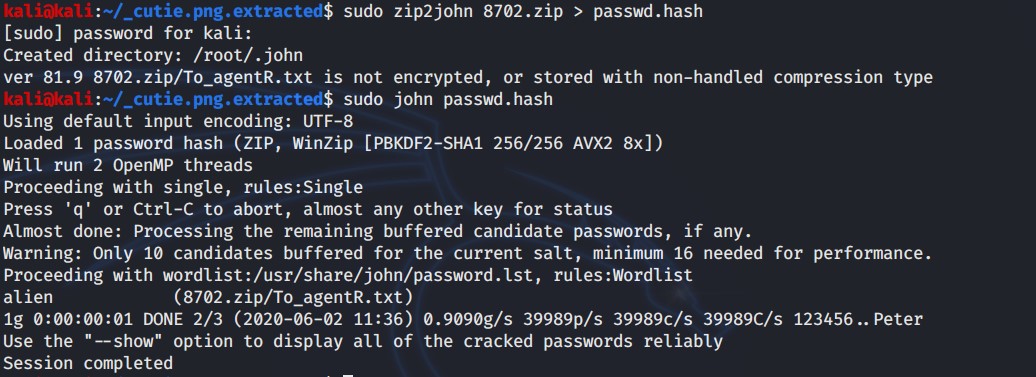 kali@kali:~/_cutie.png.extracted$ sudo zip2john 8702.zip > passwd.hash
[sudo] password for kali:
Created directory: /root/.john
ver 81.9 8702.zip/To_agentR.txt is not encrypted, or stored with non-handled compression type
kali@kali:~/_cutie.png.extracted$ sudo john passwd.hash
Using default input encoding: UTF-8
Loaded 1 password hash (ZIP, WinZip [PBKDF2-SHA1 256/256 AVX2 8x])
Will run 2 OpenMP threads
Proceeding with single, rules:Single
Press 'q' or Ctrl-C to abort, almost any other key for status
Almost done: Processing the remaining buffered candidate passwords, if any.
Warning: Only 10 candidates buffered for the current salt, minimum 16 needed for performance.
Proceeding with wordlist:/usr/share/john/password.lst, rules:Wordlist
alien            (8702.zip/To_agentR.txt)
1g 0:00:00:01 DONE 2/3 (2020-06-02 11:36) 0.9090g/s 39989p/s 39989c/s 39989C/s 123456..Peter
Use the "--show" option to display all of the cracked passwords reliably
Session completed